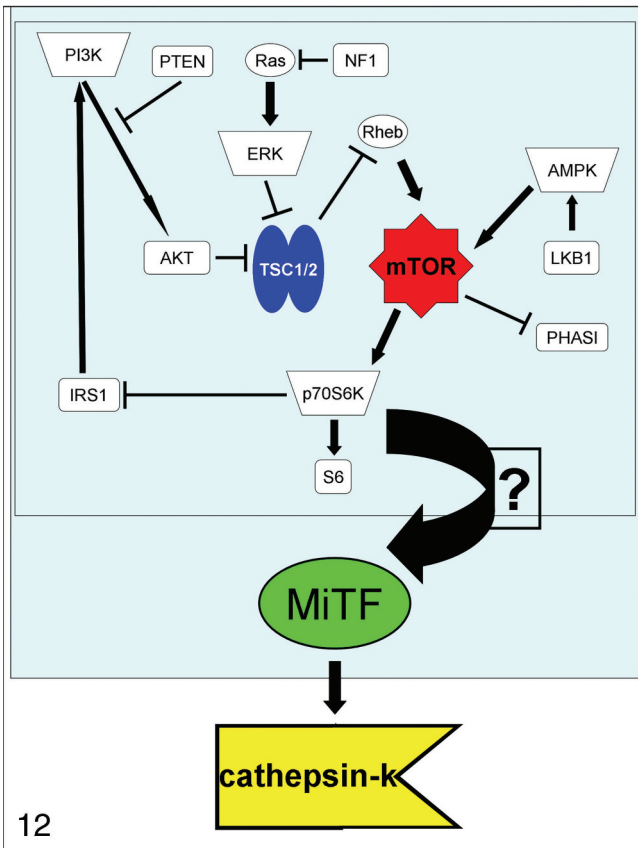 PI3K
PTEN
Ras
NF1
Rheb
ERK
AMPK
AKT
TSC1/2
mTOR
LKB1
PHASI
IRS1
p70S6K
S6
?
MiTF
cathepsin-k
12